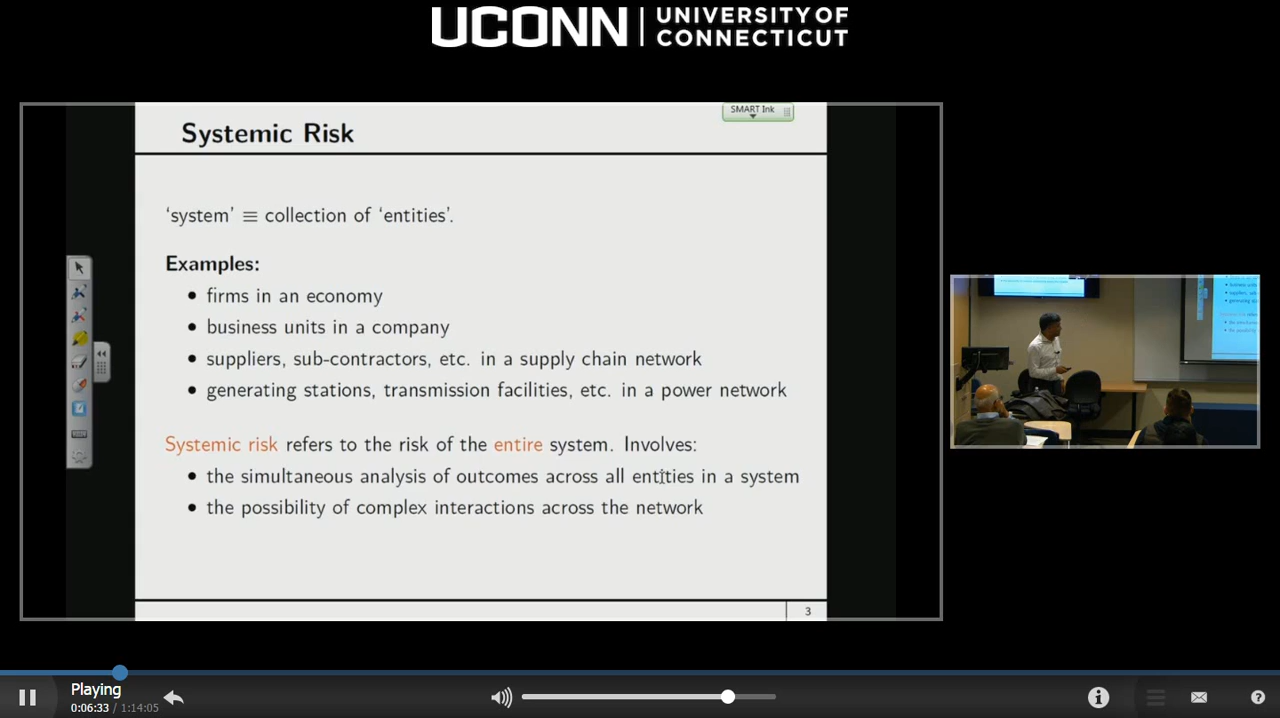 UCONN | UNIVERSITY OF
CONNECTICUT
SMART Ink
Systemic Risk
‘system’ ≡ collection of ‘entities’.
Examples:
• firms in an economy
• business units in a company
• suppliers, sub-contractors, etc. in a supply chain network
• generating stations, transmission facilities, etc. in a power network
Systemic risk refers to the risk of the entire system. Involves:
• the simultaneous analysis of outcomes across all entities in a system
• the possibility of complex interactions across the network
3
Playing
0:06:33 / 1:14:05